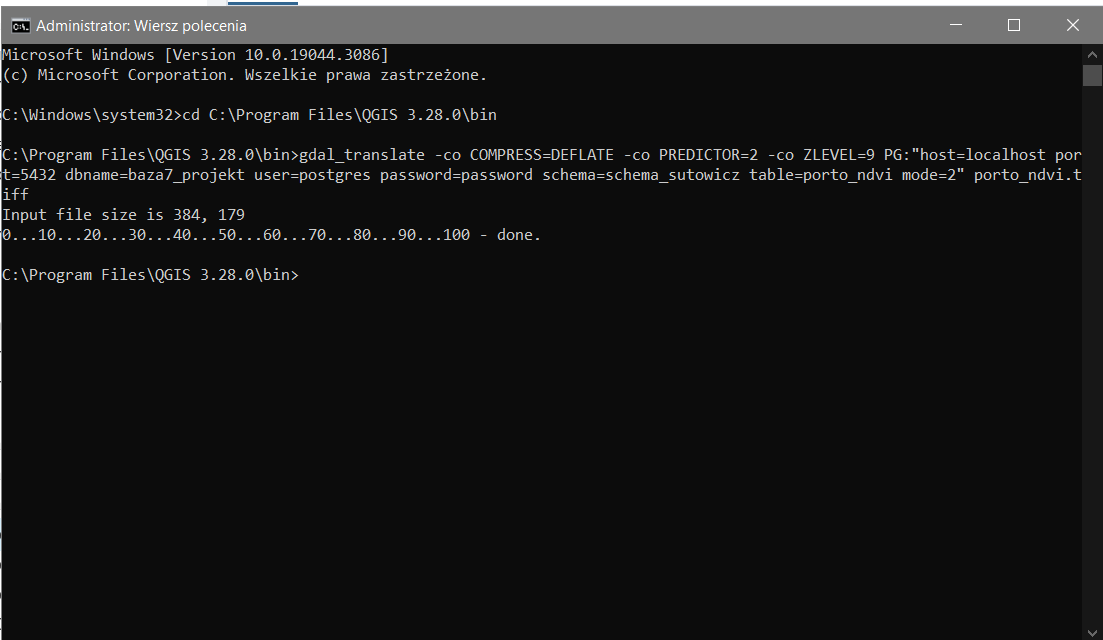 Administrator: Wiersz polecenia
Microsoft Windows [Version 10.0.19044.3086]
(c) Microsoft Corporation. Wszelkie prawa zastrzeżone.
C:\Windows\system32>cd C:\Program Files\QGIS 3.28.0\bin
C:\Program Files\QGIS 3.28.0\bin>gdal_translate -co COMPRESS=DEFLATE -co PREDICTOR=2 -co ZLEVEL=9 PG:"host=localhost por
t=5432 dbname=baza7_projekt user=postgres password=password schema=schema_sutowicz table=porto_ndvi mode=2" porto_ndvi.t
iff
Input file size is 384, 179
0...10...20...30...40...50...60...70...80...90...100 - done.
C:\Program Files\QGIS 3.28.0\bin>